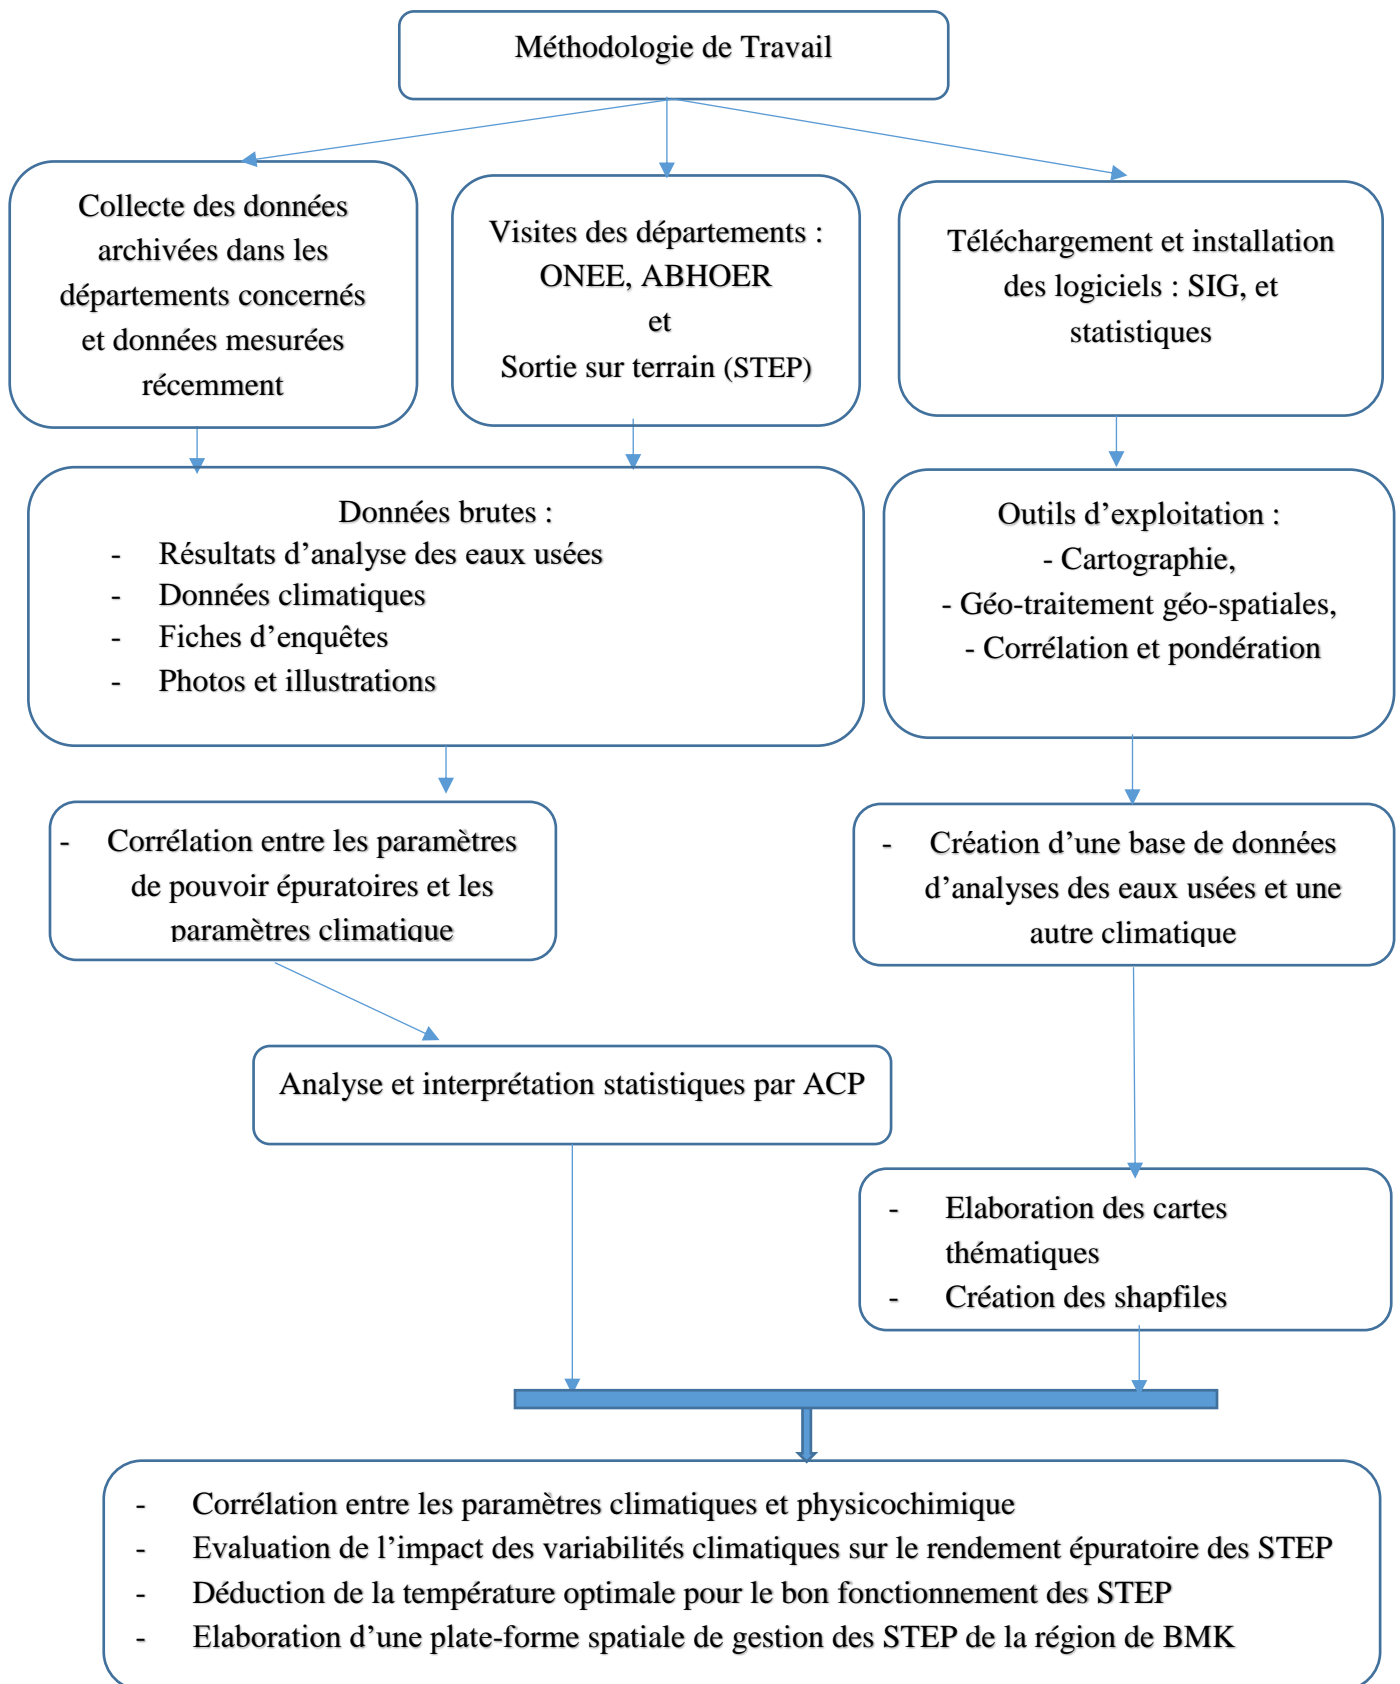 Méthodologie de Travail
Collecte des données
archivées dans les
départements concernés
et données mesurées
récemment
Visites des départements :
ONEE, ABHOER
et
Sortie sur terrain (STEP)
Téléchargement et installation
des logiciels : SIG, et
statistiques
Données brutes :
- Résultats d’analyse des eaux usées
- Données climatiques
- Fiches d’enquêtes
- Photos et illustrations
Outils d’exploitation :
- Cartographie,
- Géo-traitement géo-spatiales,
- Corrélation et pondération
- Corrélation entre les paramètres
de pouvoir épuratoires et les
paramètres climatique
- Création d’une base de données
d’analyses des eaux usées et une
autre climatique
Analyse et interprétation statistiques par ACP
- Elaboration des cartes
thématiques
- Création des shapfiles
- Corrélation entre les paramètres climatiques et physicochimique
- Evaluation de l’impact des variabilités climatiques sur le rendement épuratoire des STEP
- Déduction de la température optimale pour le bon fonctionnement des STEP
- Elaboration d’une plate-forme spatiale de gestion des STEP de la région de BMK